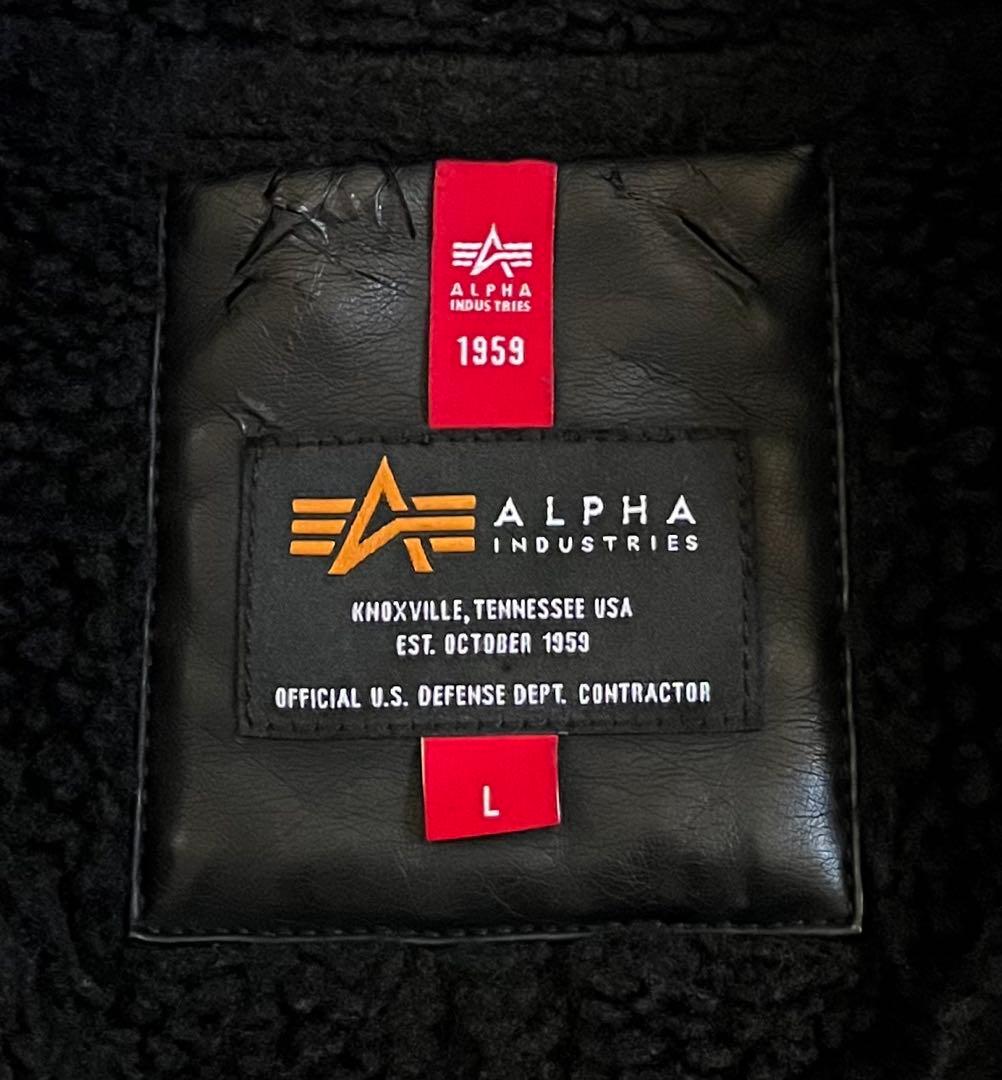 ALPHA
INDUSTRIES
1959
ALPHA
INDUSTRIES
KNOXVILLE, TENNESSEE USA
EST. OCTOBER 1959
OFFICIAL U.S. DEFENSE DEPT. CONTRACTOR
L